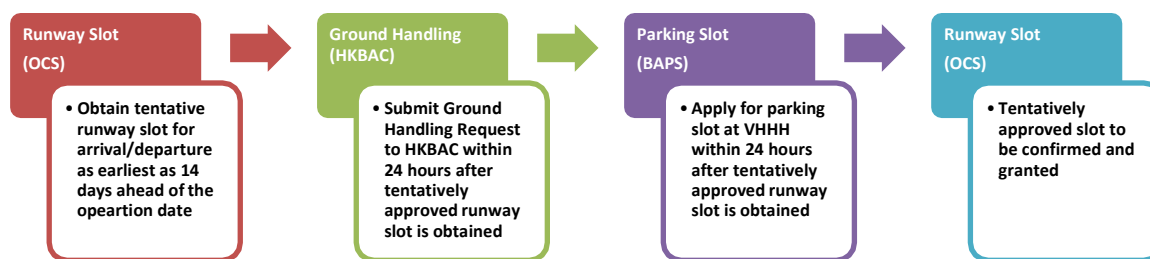 Runway Slot
(OCS)
• Obtain tentative
runway slot for
arrival/departure
as earliest as 14
days ahead of the
opeartion date
Ground Handling
(HKBAC)
• Submit Ground
Handling Request
to HKBAC within
24 hours after
tentatively
approved runway
slot is obtained
Parking Slot
(BAPS)
• Apply for parking
slot at VHHH
within 24 hours
after tentatively
approved runway
slot is obtained
Runway Slot
(OCS)
• Tentatively
approved slot to
be confirmed and
granted